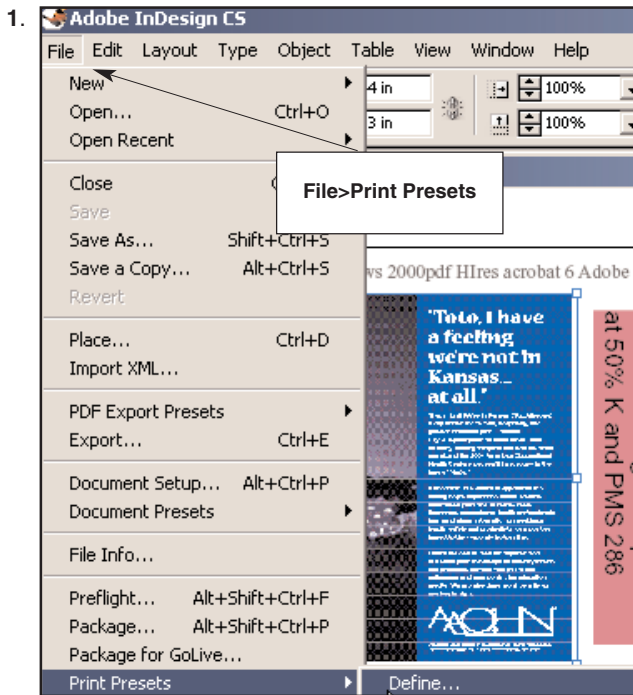 1.
Adobe InDesign CS
File Edit Layout Type Object Table View Window Help
New
4 in 100%
Open... Ctrl+O
3 in 100%
Open Recent
Close
File>Print Presets
Save
Save As... Shift+Ctrl+S
Save a Copy... Alt+Ctrl+S
ws 2000pdf HIres acrobat 6 Adobe
Revert
Place... Ctrl+D
Import XML...
PDF Export Presets
Export... Ctrl+E
Document Setup... Alt+Ctrl+P
Document Presets
File Info...
Preflight... Alt+Shift+Ctrl+F
Package... Alt+Shift+Ctrl+P
Package for GoLive...
Print Presets
Define...
"Toto, I have
a feeling
we're not in
Kansas...
at all."
AAOHN
at 50% K and PMS 286